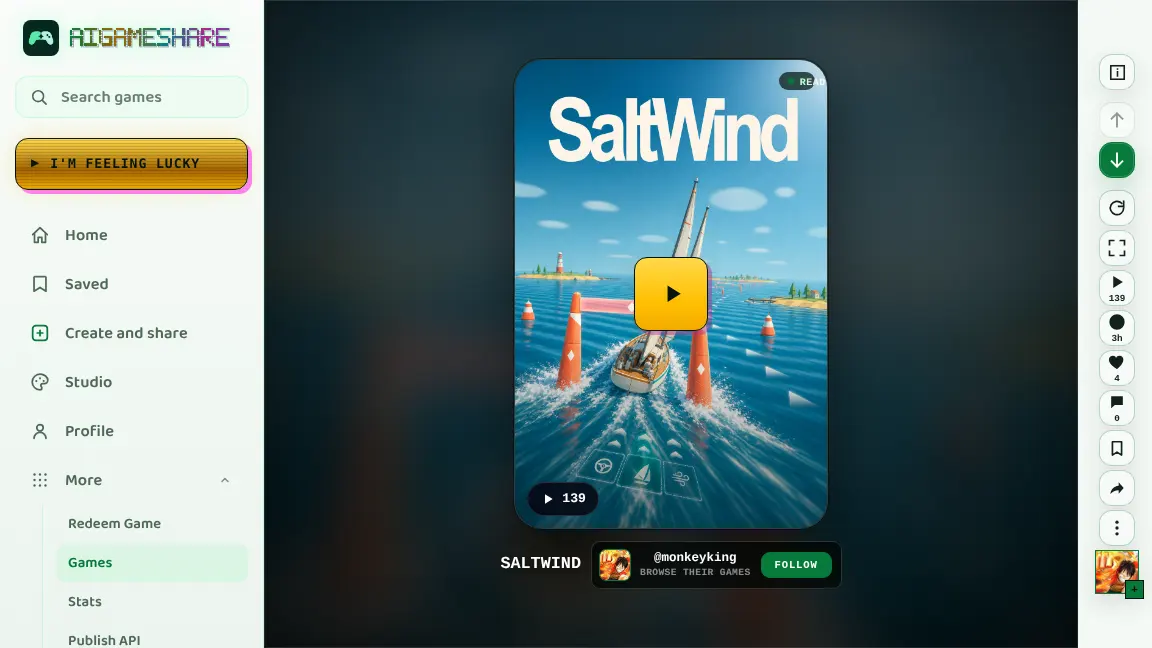 AIGAMESHARE
Search games
I'M FEELING LUCKY
Home
Saved
Create and share
Studio
Profile
More
Redeem Game
Games
Stats
Publish API
READ
SaltWind
139
SALTWIND
@monkeyking
BROWSE THEIR GAMES
FOLLOW
139
3h
4
0